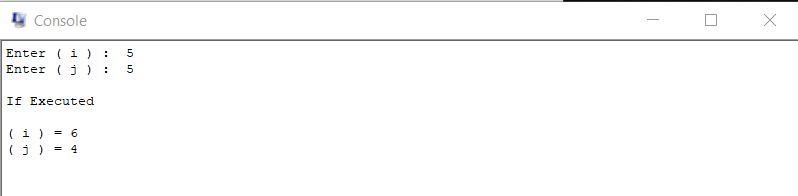 Console
Enter ( i ) :  5
Enter ( j ) :  5
If Executed
( i ) = 6
( j ) = 4